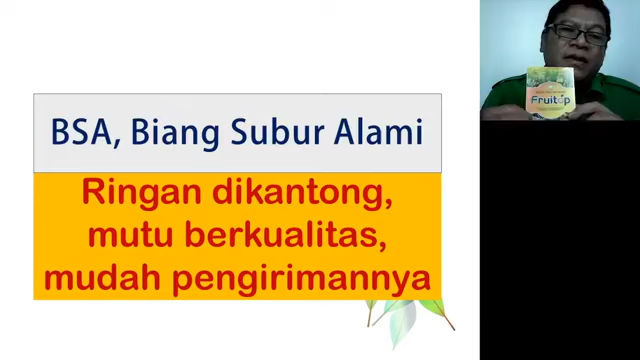 BSA, Biang Subur Alami
Ringan dikantong,
mutu berkualitas,
mudah pengirimannya
Fruitop